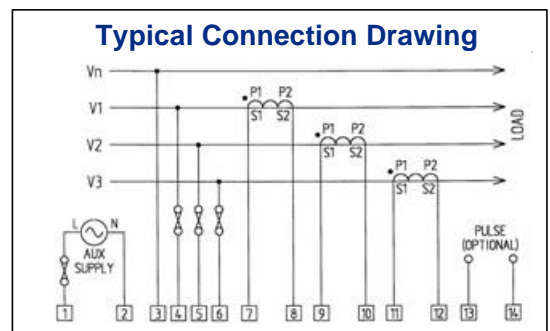 Typical Connection Drawing
Vn
V1 P1 P2
S1 S2
V2 P1 P2
S1 S2
V3 P1 P2
S1 S2
LOAD
L N
AUX
SUPPLY
PULSE
(OPTIONAL)
1 2 3 4 5 6 7 8 9 10 11 12 13 14